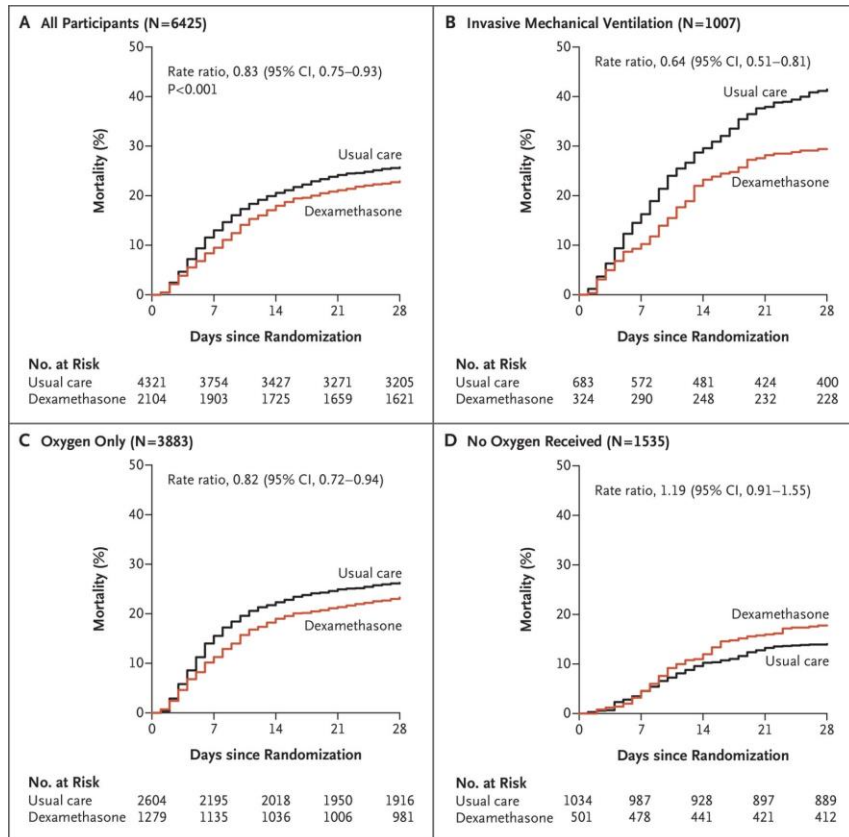 A All Participants (N=6425)
50
40
30
20
10
0
Mortality (%)
Rate ratio, 0.83 (95% CI, 0.75–0.93)
P<0.001
Usual care
Dexamethasone
0 7 14 21 28
Days since Randomization
No. at Risk
Usual care 4321 3754 3427 3271 3205
Dexamethasone 2104 1903 1725 1659 1621
B Invasive Mechanical Ventilation (N=1007)
50
40
30
20
10
0
Mortality (%)
Rate ratio, 0.64 (95% CI, 0.51–0.81)
Usual care
Dexamethasone
0 7 14 21 28
Days since Randomization
No. at Risk
Usual care 683 572 481 424 400
Dexamethasone 324 290 248 232 228
C Oxygen Only (N=3883)
50
40
30
20
10
0
Mortality (%)
Rate ratio, 0.82 (95% CI, 0.72–0.94)
Usual care
Dexamethasone
0 7 14 21 28
Days since Randomization
No. at Risk
Usual care 2604 2195 2018 1950 1916
Dexamethasone 1279 1135 1036 1006 981
D No Oxygen Received (N=1535)
50
40
30
20
10
0
Mortality (%)
Rate ratio, 1.19 (95% CI, 0.91–1.55)
Dexamethasone
Usual care
0 7 14 21 28
Days since Randomization
No. at Risk
Usual care 1034 987 928 897 889
Dexamethasone 501 478 441 421 412